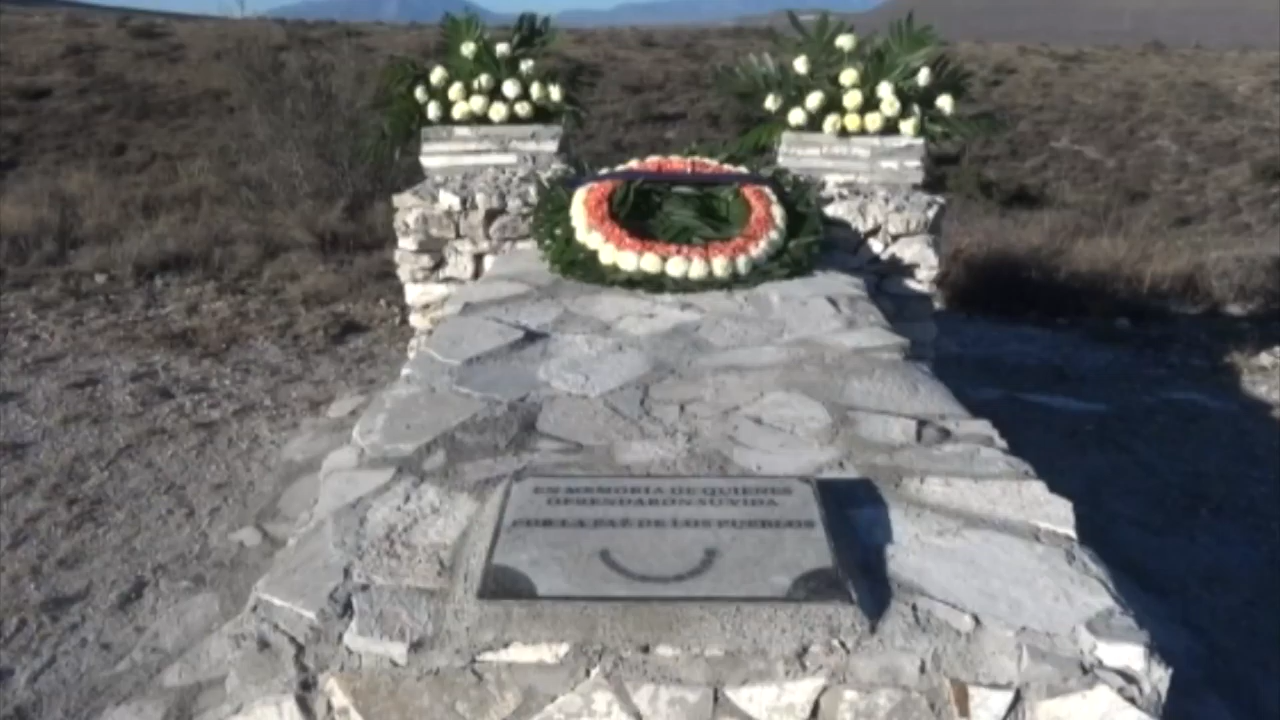 EN MEMORIA DE QUIENES
OFRENDARON SU VIDA
POR LA PAZ DE LOS PUEBLOS